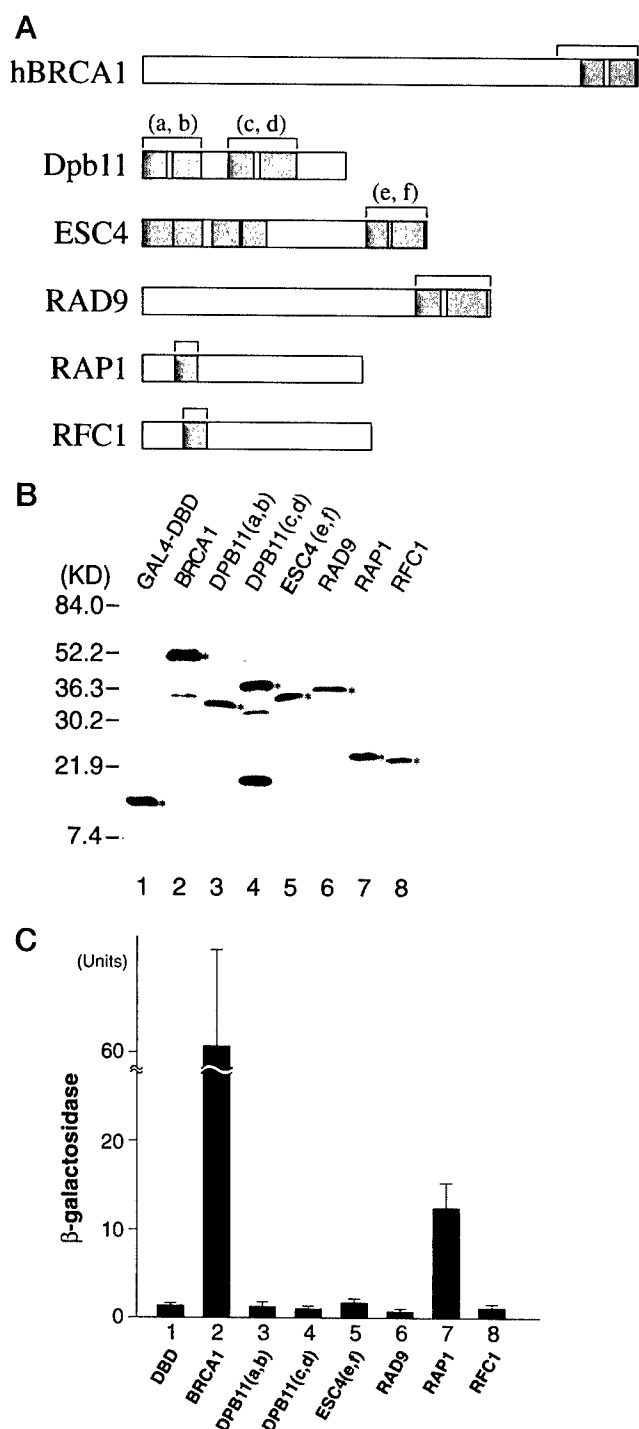 A
hBRCA1
(a, b) (c, d)
Dpb11
(e, f)
ESC4
RAD9
RAP1
RFC1
B
GAL4-DBD BRCA1 DPB11(a,b) DPB11(c,d) ESC4(e,f) RAD9 RAP1 RFC1
(KD)
84.0
52.2
36.3
30.2
21.9
7.4
1 2 3 4 5 6 7 8
C
(Units)
β-galactosidase
60
20
10
0
1 2 3 4 5 6 7 8
DBD BRCA1 DPB11(a,b) DPB11(c,d) ESC4(e,f) RAD9 RAP1 RFC1